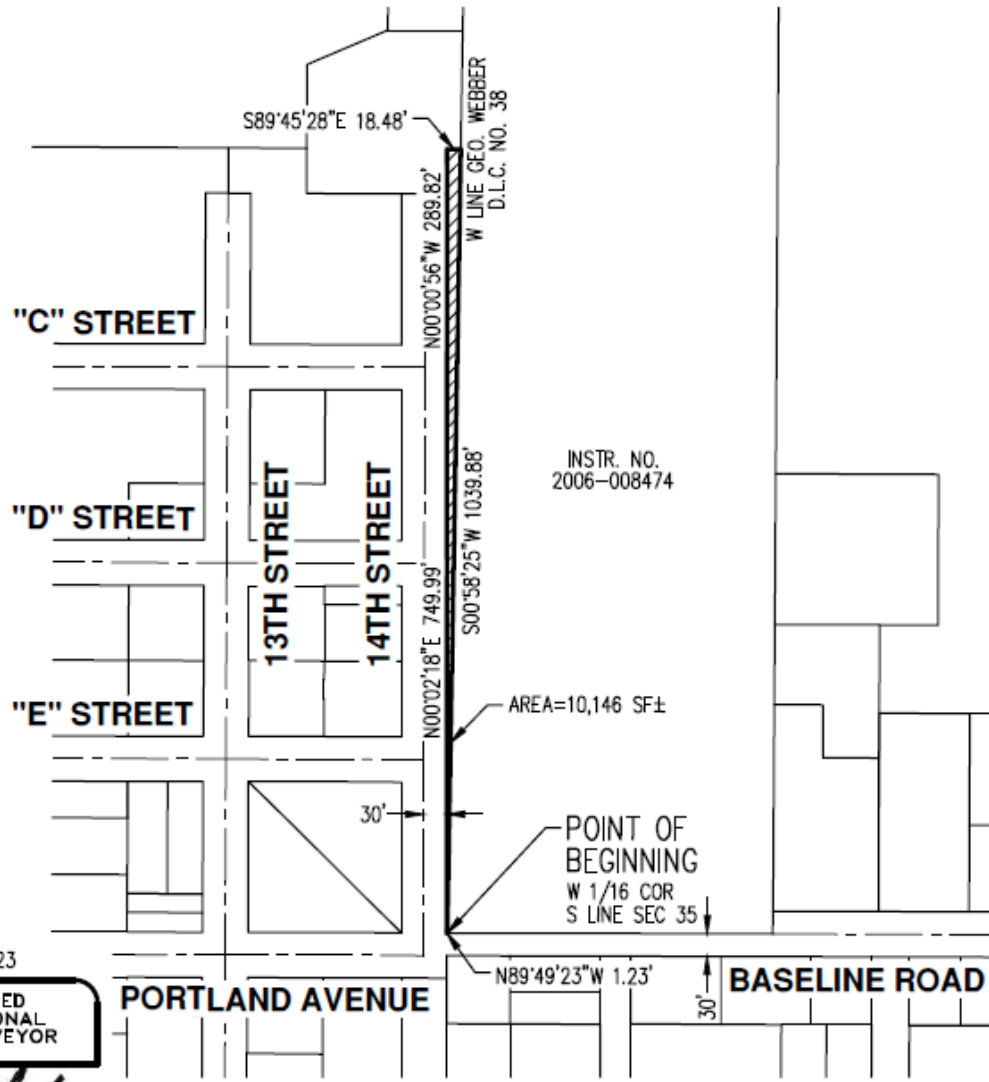 S89°45'28"E 18.48'
W LINE GEO. WEBBER
D.L.C. NO. 38
N00°00'56"W 289.82'
"C" STREET
INSTR. NO.
2006-008474
"D" STREET
13TH STREET
14TH STREET
S00°58'25"W 1039.88'
N00°02'18"E 749.99'
"E" STREET
AREA=10,146 SF±
30'
POINT OF
BEGINNING
W 1/16 COR
S LINE SEC 35
23
ED
ONAL
EYOR
PORTLAND AVENUE
N89°49'23"W 1.23'
30'
BASELINE ROAD